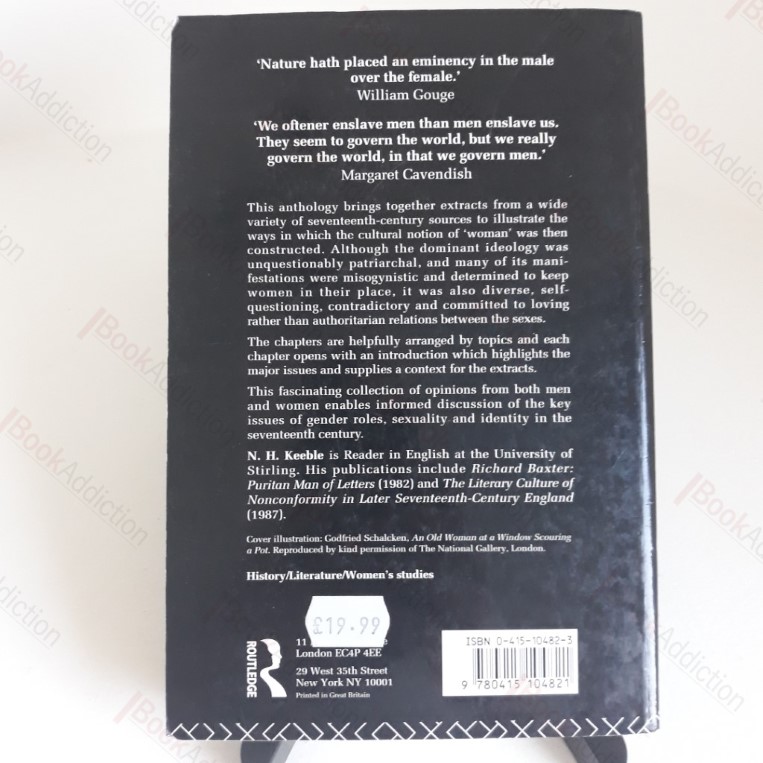 'Nature hath placed an eminency in the male
over the female.'
William Gouge
'We oftener enslave men than men enslave us.
They seem to govern the world, but we really
govern the world, in that we govern men.'
Margaret Cavendish
This anthology brings together extracts from a wide
variety of seventeenth-century sources to illustrate the
ways in which the cultural notion of 'woman' was then
constructed. Although the dominant ideology was
unquestionably patriarchal, and many of its mani-
festations were misogynistic and determined to keep
women in their place, it was also diverse, self-
questioning, contradictory and committed to loving
rather than authoritarian relations between the sexes.
The chapters are helpfully arranged by topics and each
chapter opens with an introduction which highlights the
major issues and supplies a context for the extracts.
This fascinating collection of opinions from both men
and women enables informed discussion of the key
issues of gender roles, sexuality and identity in the
seventeenth century.
N. H. Keeble is Reader in English at the University of
Stirling. His publications include Richard Baxter:
Puritan Man of Letters (1982) and The Literary Culture of
Nonconformity in Later Seventeenth-Century England
(1987).
Cover illustration: Godfried Schalcken, An Old Woman at a Window Scouring
a Pot. Reproduced by kind permission of The National Gallery, London.
History/Literature/Women's studies
£19.99
ROUTLEDGE
11
London EC4P 4EE
29 West 35th Street
New York NY 10001
Printed in Great Britain
ISBN 0-415-10482-3
9 780415 104821
BookAddiction